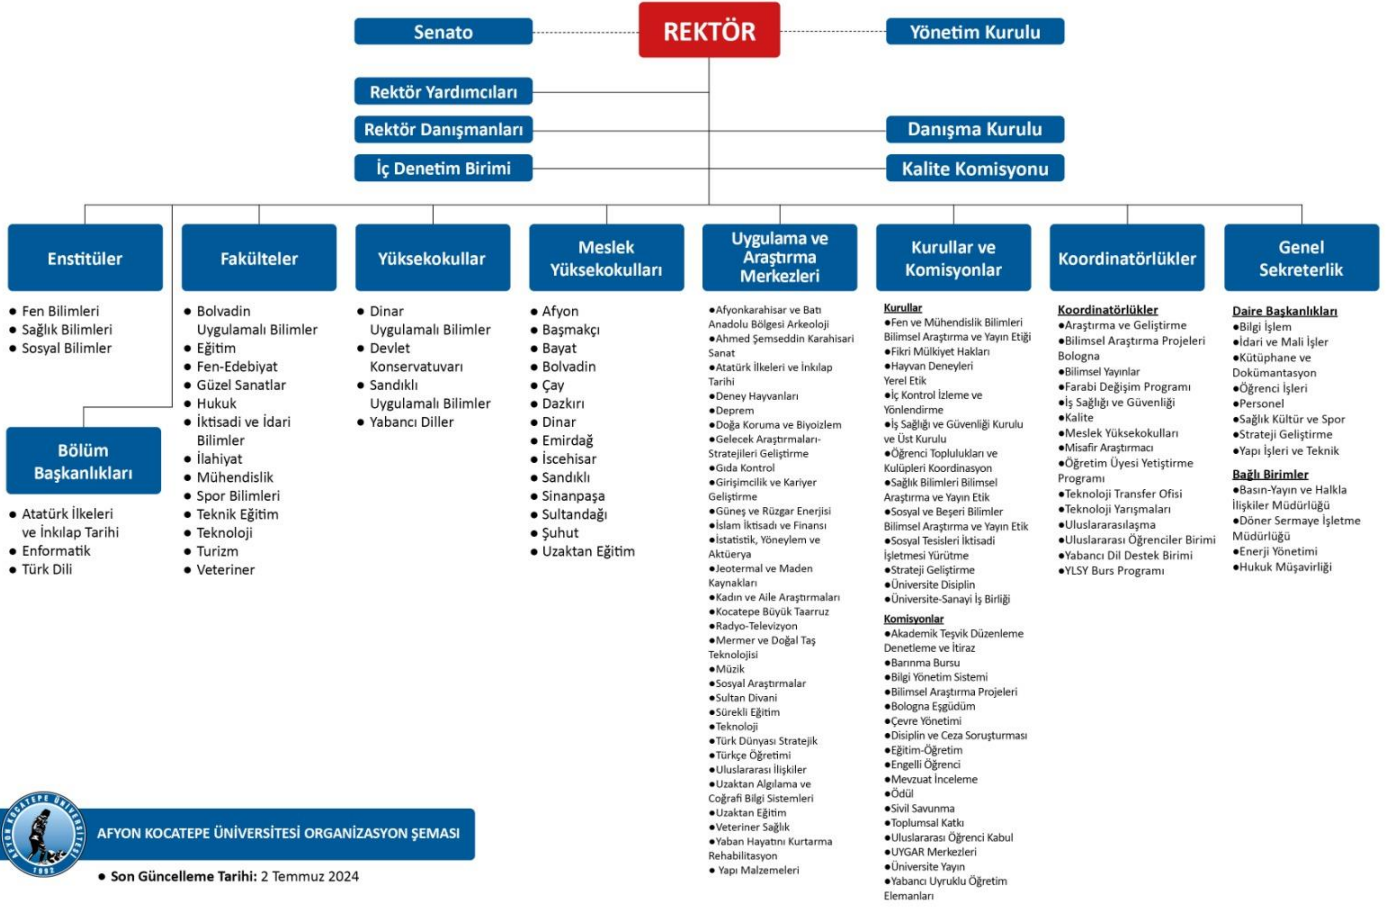 Senato
REKTÖR
Yönetim Kurulu
Rektör Yardımcıları
Rektör Danışmanları
Danışma Kurulu
İç Denetim Birimi
Kalite Komisyonu
Enstitüler
● Fen Bilimleri
● Sağlık Bilimleri
● Sosyal Bilimler
Bölüm
Başkanlıkları
● Atatürk İlkeleri
ve İnkılap Tarihi
● Enformatik
● Türk Dili
Fakülteler
● Bolvadin
Uygulamalı Bilimler
● Eğitim
● Fen-Edebiyat
● Güzel Sanatlar
● Hukuk
● İktisadi ve İdari
Bilimler
● İlahiyat
● Mühendislik
● Spor Bilimleri
● Teknik Eğitim
● Teknoloji
● Turizm
● Veteriner
Yüksekokullar
● Dinar
Uygulamalı Bilimler
● Devlet
Konservatuvarı
● Sandıklı
Uygulamalı Bilimler
● Yabancı Diller
Meslek
Yüksekokulları
● Afyon
● Başmakçı
● Bayat
● Bolvadin
● Çay
● Dazkırı
● Dinar
● Emirdağ
● İscehisar
● Sandıklı
● Sinanpaşa
● Sultandağı
● Şuhut
● Uzaktan Eğitim
Uygulama ve
Araştırma
Merkezleri
●Afyonkarahisar ve Batı
Anadolu Bölgesi Arkeoloji
●Ahmed Şemseddin Karahisari
Sanat
●Atatürk İlkeleri ve İnkılap
Tarihi
●Deney Hayvanları
●Deprem
●Doğa Koruma ve Biyoizlem
●Gelecek Araştırmaları-
Stratejileri Geliştirme
●Gıda Kontrol
●Girişimcilik ve Kariyer
Geliştirme
●Güneş ve Rüzgar Enerjisi
●İslam İktisadı ve Finansı
●İstatistik, Yöneylem ve
Aktüerya
●Jeotermal ve Maden
Kaynakları
●Kadın ve Aile Araştırmaları
●Kocatepe Büyük Taarruz
●Radyo-Televizyon
●Mermer ve Doğal Taş
Teknolojisi
●Müzik
●Sosyal Araştırmalar
●Sultan Divani
●Sürekli Eğitim
●Teknoloji
●Türk Dünyası Stratejik
●Türkçe Öğretimi
●Uluslararası İlişkiler
●Uzaktan Algılama ve
Coğrafi Bilgi Sistemleri
●Uzaktan Eğitim
●Veteriner Sağlık
●Yaban Hayatını Kurtarma
Rehabilitasyon
● Yapı Malzemeleri
Kurullar ve
Komisyonlar
Kurullar
●Fen ve Mühendislik Bilimleri
Bilimsel Araştırma ve Yayın Etiği
●Fikri Mülkiyet Hakları
●Hayvan Deneyleri
Yerel Etik
●İç Kontrol İzleme ve
Yönlendirme
●İş Sağlığı ve Güvenliği Kurulu
ve Üst Kurulu
●Öğrenci Toplulukları ve
Kulüpleri Koordinasyon
●Sağlık Bilimleri Bilimsel
Araştırma ve Yayın Etik
●Sosyal ve Beşeri Bilimler
Bilimsel Araştırma ve Yayın Etik
●Sosyal Tesisleri İktisadi
İşletmesi Yürütme
●Strateji Geliştirme
●Üniversite Disiplin
●Üniversite-Sanayi İş Birliği
Komisyonlar
●Akademik Teşvik Düzenleme
Denetleme ve İtiraz
●Barınma Bursu
●Bilgi Yönetim Sistemi
●Bilimsel Araştırma Projeleri
●Bologna Eşgüdüm
●Çevre Yönetimi
●Disiplin ve Ceza Soruşturması
●Eğitim-Öğretim
●Engelli Öğrenci
●Mevzuat İnceleme
●Ödül
●Sivil Savunma
●Toplumsal Katkı
●Uluslararası Öğrenci Kabul
●UYGAR Merkezleri
●Üniversite Yayın
●Yabancı Uyruklu Öğretim
Elemanları
Koordinatörlükler
Koordinatörlükler
●Araştırma ve Geliştirme
●Bilimsel Araştırma Projeleri
Bologna
●Bilimsel Yayınlar
●Farabi Değişim Programı
●İş Sağlığı ve Güvenliği
●Kalite
●Meslek Yüksekokulları
●Misafir Araştırmacı
●Öğretim Üyesi Yetiştirme
Programı
●Teknoloji Transfer Ofisi
●Teknoloji Yarışmaları
●Uluslararasılaşma
●Uluslararası Öğrenciler Birimi
●Yabancı Dil Destek Birimi
●YLSY Burs Programı
Genel
Sekreterlik
Daire Başkanlıkları
●Bilgi İşlem
●İdari ve Mali İşler
●Kütüphane ve
Dokümantasyon
●Öğrenci İşleri
●Personel
●Sağlık Kültür ve Spor
●Strateji Geliştirme
●Yapı İşleri ve Teknik
Bağlı Birimler
●Basın-Yayın ve Halkla
İlişkiler Müdürlüğü
●Döner Sermaye İşletme
Müdürlüğü
●Enerji Yönetimi
●Hukuk Müşavirliği
AFYON KOCATEPE ÜNİVERSİTESİ
1992
AFYON KOCATEPE ÜNİVERSİTESİ ORGANİZASYON ŞEMASI
● Son Güncelleme Tarihi: 2 Temmuz 2024